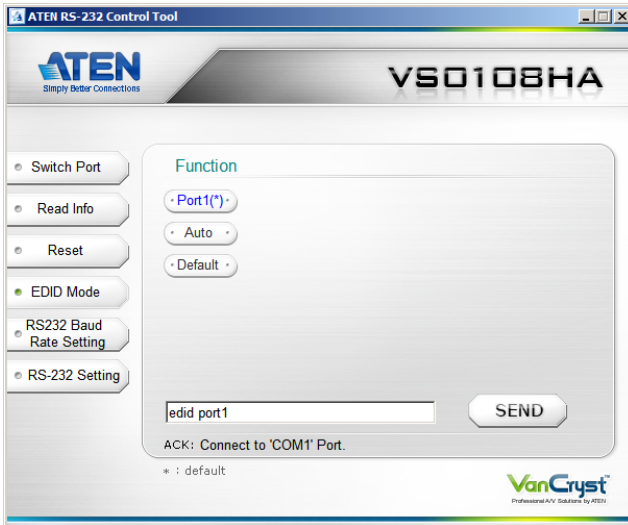 ATEN RS-232 Control Tool
ATEN
Simply Better Connections
VS0108HA
Switch Port
Read Info
Reset
EDID Mode
RS232 Baud
Rate Setting
RS-232 Setting
Function
Port1(*)
Auto
Default
edid port1
SEND
ACK: Connect to 'COM1' Port.
* : default
VanCryst™
Professional A/V Solutions by ATEN